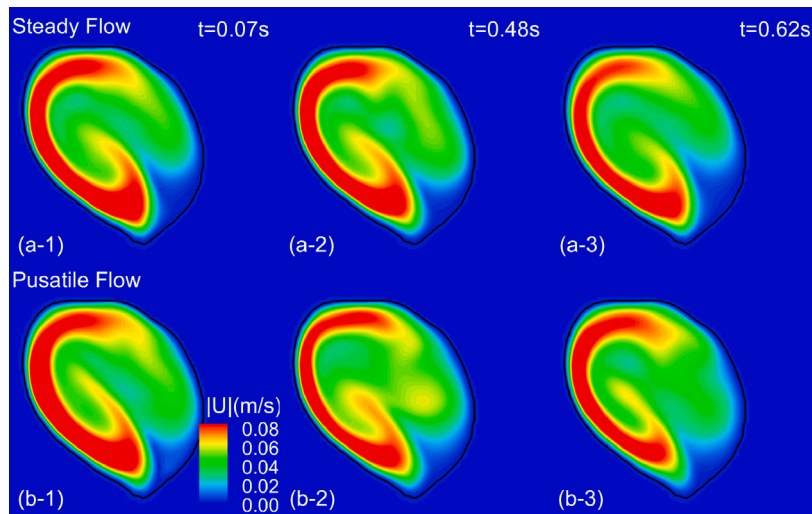 Steady Flow t=0.07s t=0.48s t=0.62s
(a-1) (a-2) (a-3)
Pusatile Flow
|U|(m/s)
0.08
0.06
0.04
0.02
0.00
(b-1) (b-2) (b-3)